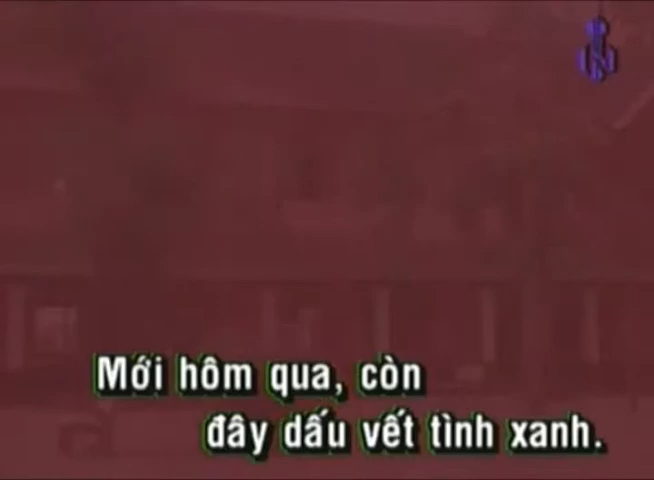 Mới hôm qua, còn
đây dấu vết tình xanh.